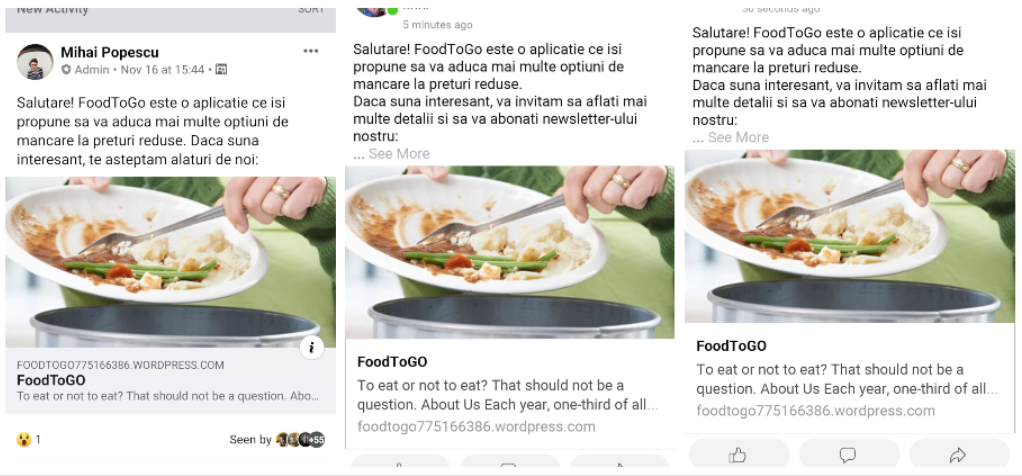 New Activity
SORT
Mihai Popescu
Admin • Nov 16 at 15:44 •
Salutare! FoodToGo este o aplicatie ce isi
propune sa va aduca mai multe optiuni de
mancare la preturi reduse. Daca suna
interesant, te asteptam alaturi de noi:
FOODTOGO775166386.WORDPRESS.COM
FoodToGO
To eat or not to eat? That should not be a question. Abo...
1
Seen by
+55
5 minutes ago
Salutare! FoodToGo este o aplicatie ce isi
propune sa va aduca mai multe optiuni de
mancare la preturi reduse.
Daca suna interesant, va invitam sa aflati mai
multe detalii si sa va abonati newsletter-ului
nostru:
... See More
FoodToGO
To eat or not to eat? That should not be a
question. About Us Each year, one-third of all...
foodtogo775166386.wordpress.com
30 seconds ago
Salutare! FoodToGo este o aplicatie ce isi
propune sa va aduca mai multe optiuni de
mancare la preturi reduse.
Daca suna interesant, va invitam sa aflati mai
multe detalii si sa va abonati newsletter-ului
nostru:
... See More
FoodToGO
To eat or not to eat? That should not be a
question. About Us Each year, one-third of all...
foodtogo775166386.wordpress.com